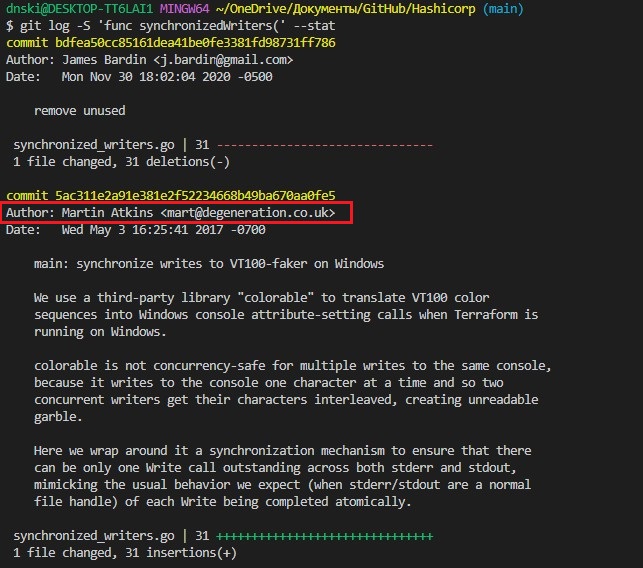 dnski@DESKTOP-TT6LAI1 MINGW64 ~/OneDrive/Документы/GitHub/Hashicorp (main)
$ git log -S 'func synchronizedWriters(' --stat
commit bdfea50cc85161dea41be0fe3381fd98731ff786
Author: James Bardin <j.bardin@gmail.com>
Date:   Mon Nov 30 18:02:04 2020 -0500

    remove unused

 synchronized_writers.go | 31 -------------------------------
 1 file changed, 31 deletions(-)

commit 5ac311e2a91e381e2f52234668b49ba670aa0fe5
Author: Martin Atkins <mart@degeneration.co.uk>
Date:   Wed May 3 16:25:41 2017 -0700

    main: synchronize writes to VT100-faker on Windows

    We use a third-party library "colorable" to translate VT100 color
    sequences into Windows console attribute-setting calls when Terraform is
    running on Windows.

    colorable is not concurrency-safe for multiple writes to the same console,
    because it writes to the console one character at a time and so two
    concurrent writers get their characters interleaved, creating unreadable
    garble.

    Here we wrap around it a synchronization mechanism to ensure that there
    can be only one Write call outstanding across both stderr and stdout,
    mimicking the usual behavior we expect (when stderr/stdout are a normal
    file handle) of each Write being completed atomically.

 synchronized_writers.go | 31 +++++++++++++++++++++++++++++++
 1 file changed, 31 insertions(+)